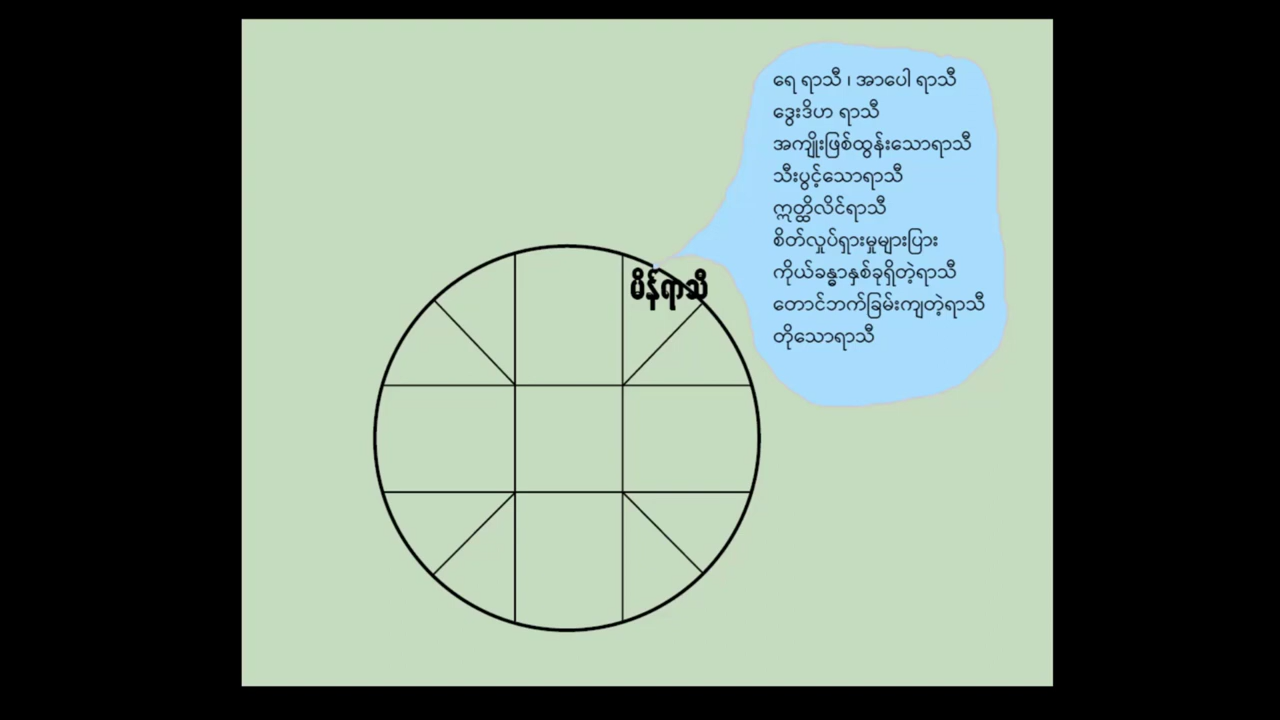 ရေ ရာသီ ၊ အာပေါ ရာသီ
ဒွေးဒိဟ ရာသီ
အကျိုးဖြစ်ထွန်းသောရာသီ
သီးပွင့်သောရာသီ
ဣတ္ထိလိင်ရာသီ
စိတ်လှုပ်ရှားမှုများပြား
ကိုယ်ခန္ဓာနှစ်ခုရှိတဲ့ရာသီ
တောင်ဘက်ခြမ်းကျတဲ့ရာသီ
တိုသောရာသီ
မိန်ရာသီ